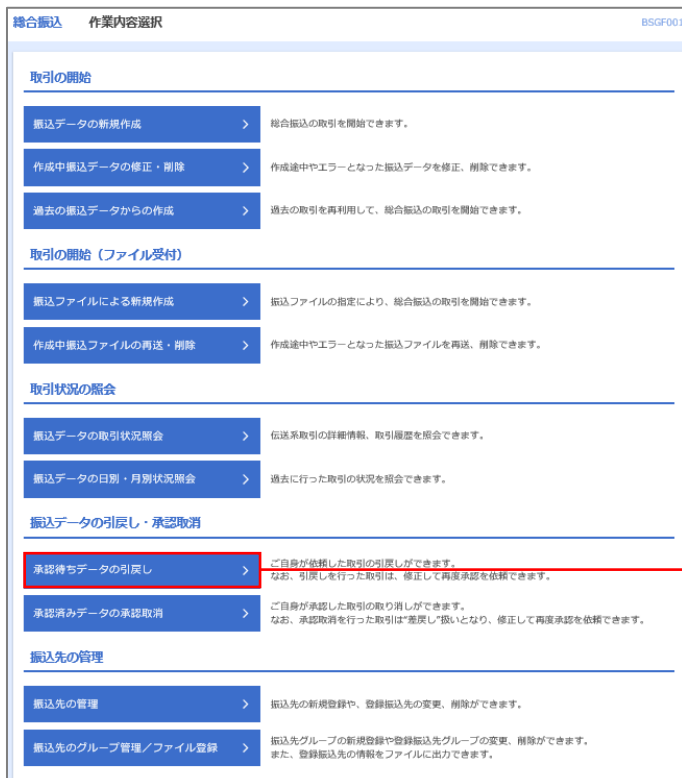 総合振込 作業内容選択 BSGF001
取引の開始
振込データの新規作成 総合振込の取引を開始できます。
作成中振込データの修正・削除 作成途中やエラーとなった振込データを修正、削除できます。
過去の振込データからの作成 過去の取引を再利用して、総合振込の取引を開始できます。
取引の開始（ファイル受付）
振込ファイルによる新規作成 振込ファイルの指定により、総合振込の取引を開始できます。
作成中振込ファイルの再送・削除 作成途中やエラーとなった振込ファイルを再送、削除できます。
取引状況の照会
振込データの取引状況照会 伝送系取引の詳細情報、取引履歴を照会できます。
振込データの日別・月別状況照会 過去に行った取引の状況を照会できます。
振込データの引戻し・承認取消
承認待ちデータの引戻し ご自身が依頼した取引の引戻しができます。
なお、引戻しを行った取引は、修正して再度承認を依頼できます。
承認済みデータの承認取消 ご自身が承認した取引の取り消しができます。
なお、承認取消を行った取引は"差戻し"扱いとなり、修正して再度承認を依頼できます。
振込先の管理
振込先の管理 振込先の新規登録や、登録振込先の変更、削除ができます。
振込先のグループ管理／ファイル登録 振込先グループの新規登録や登録振込先グループの変更、削除ができます。
また、登録振込先の情報をファイルに出力できます。